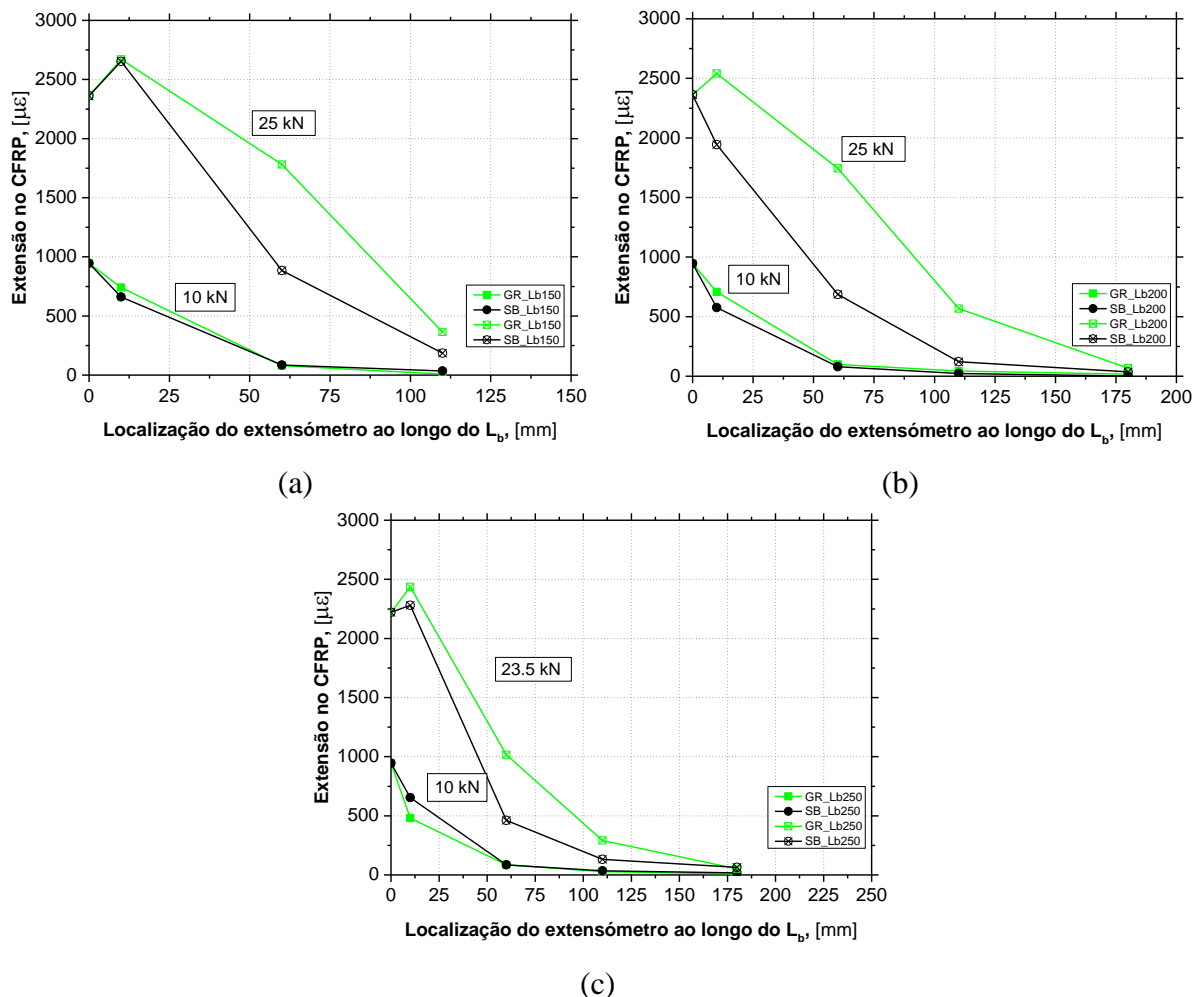 3000
2500
2000
1500
1000
500
0
Extensão no CFRP, [με]
25 kN
10 kN
GR_Lb150
SB_Lb150
GR_Lb150
SB_Lb150
0 25 50 75 100 125 150
Localização do extensómetro ao longo do Lb, [mm]
(a)
3000
2500
2000
1500
1000
500
0
Extensão no CFRP, [με]
25 kN
10 kN
GR_Lb200
SB_Lb200
GR_Lb200
SB_Lb200
0 25 50 75 100 125 150 175 200
Localização do extensómetro ao longo do Lb, [mm]
(b)
3000
2500
2000
1500
1000
500
0
Extensão no CFRP, [με]
23.5 kN
10 kN
GR_Lb250
SB_Lb250
GR_Lb250
SB_Lb250
0 25 50 75 100 125 150 175 200 225 250
Localização do extensómetro ao longo do Lb, [mm]
(c)